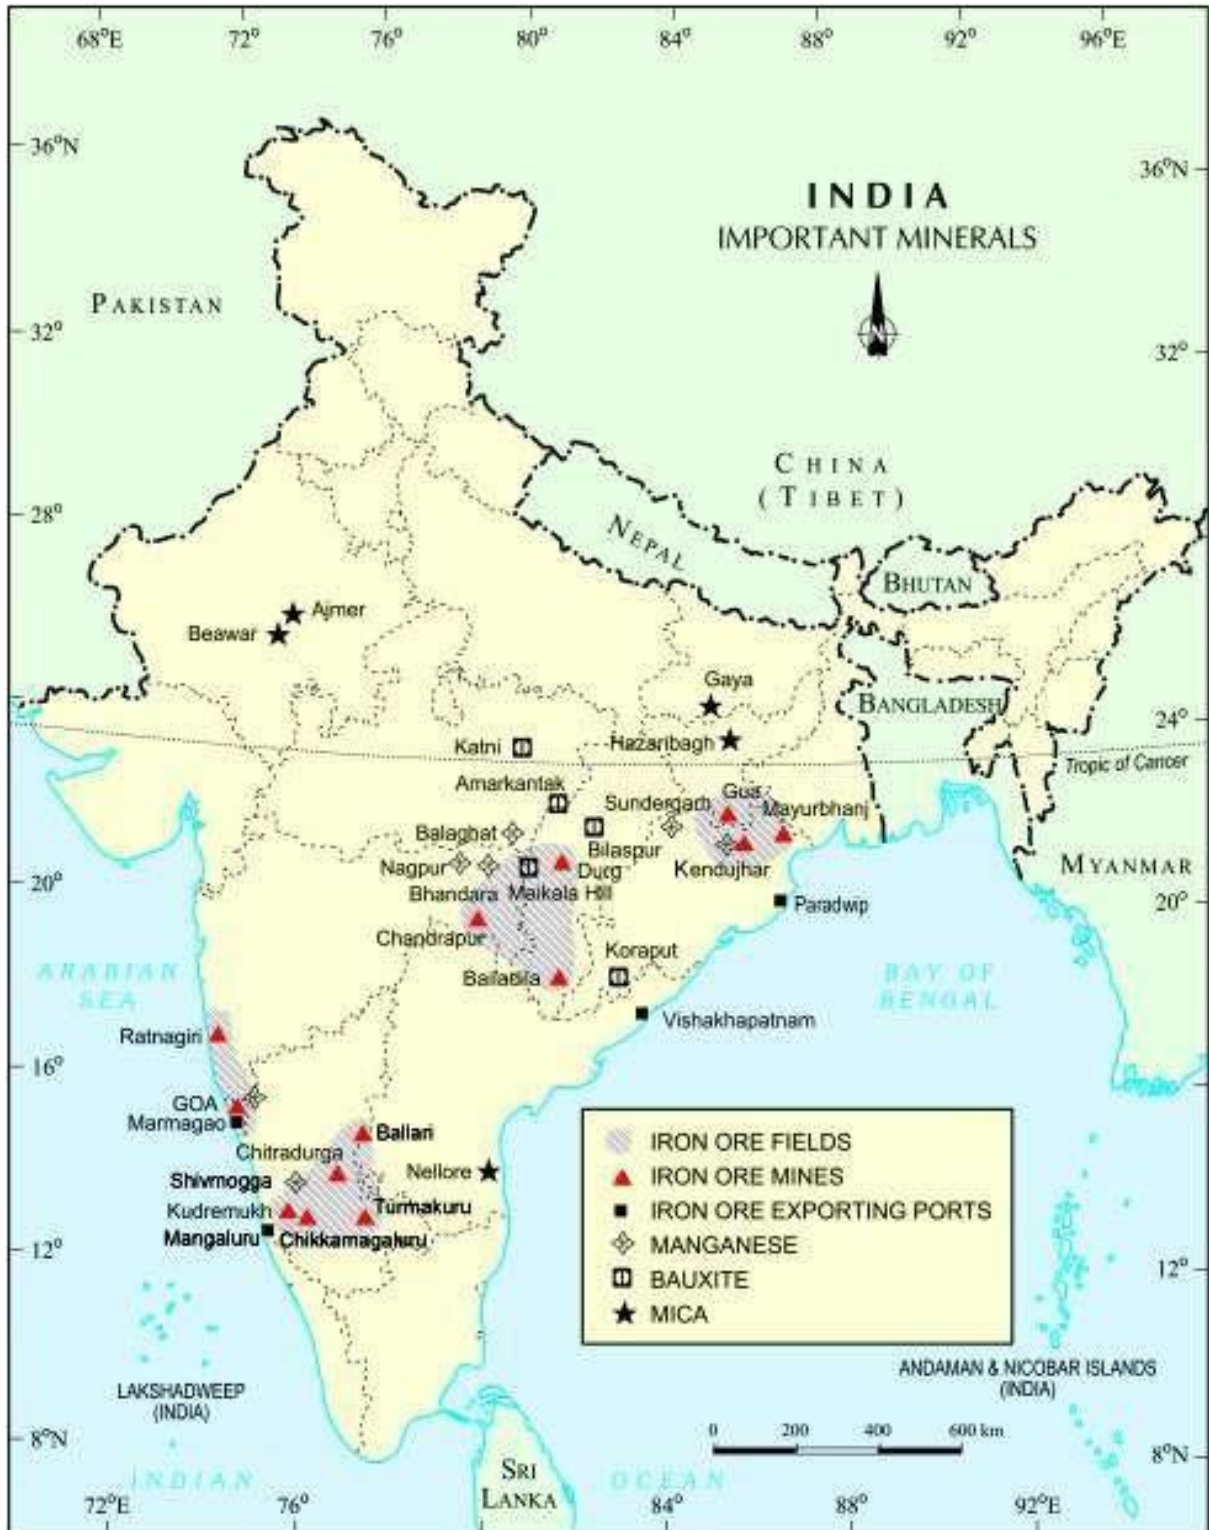 68°E 72° 76° 80° 84° 88° 92° 96°E
36°N
36°N
INDIA
IMPORTANT MINERALS
PAKISTAN
32°
32°
CHINA
(TIBET)
28°
NEPAL
BHUTAN
Ajmer
Beawar
Gaya
BANGLADESH
24°
Katni
Hazaribagh
Tropic of Cancer
Amarkantak
Sundergarh
Gua
Mayurbhanj
Balaghat
Bilaspur
Nagpur
Durg
Kendujhar
MYANMAR
20°
Bhandara
Maikala Hill
Paradwip
20°
Chandrapur
Koraput
ARABIAN
SEA
Bailadila
BAY OF
BENGAL
Vishakhapatnam
Ratnagiri
16°
GOA
Marmagao
Ballari
Chitradurga
Shivmogga
Nellore
Kudremukh
Turmakuru
Mangaluru
Chikkamagaluru
12°
12°
IRON ORE FIELDS
IRON ORE MINES
IRON ORE EXPORTING PORTS
MANGANESE
BAUXITE
MICA
LAKSHADWEEP
(INDIA)
ANDAMAN & NICOBAR ISLANDS
(INDIA)
0 200 400 600 km
8°N
8°N
SRI
LANKA
INDIAN OCEAN
72°E 76° 84° 88° 92°E